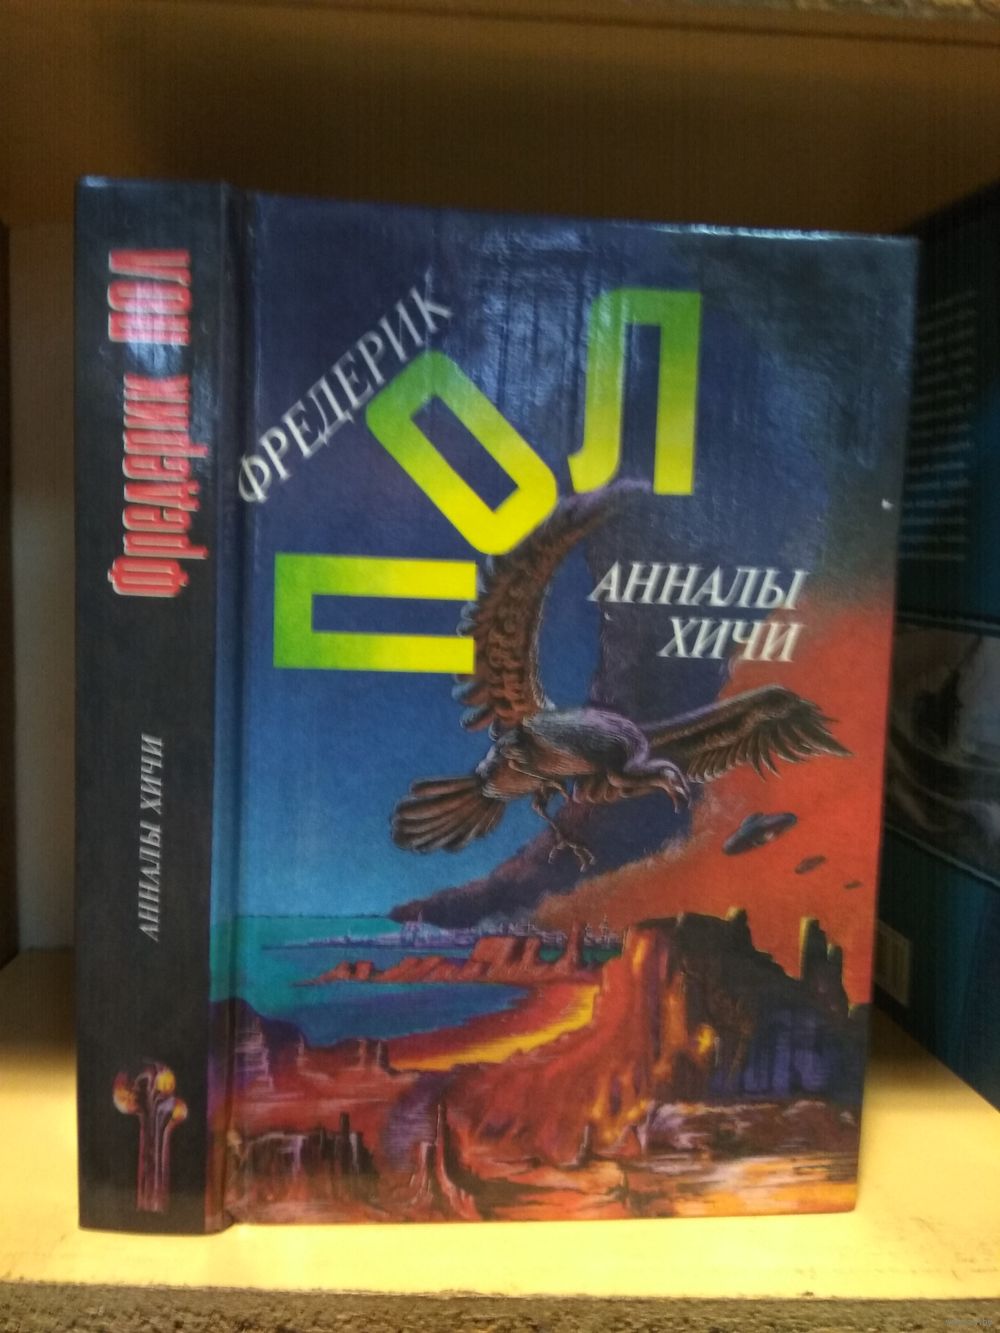 Фредерик ПОЛ
АННАЛЫ ХИЧИ
ФРЕДЕРИК
ПОЛ
АННАЛЫ
ХИЧИ